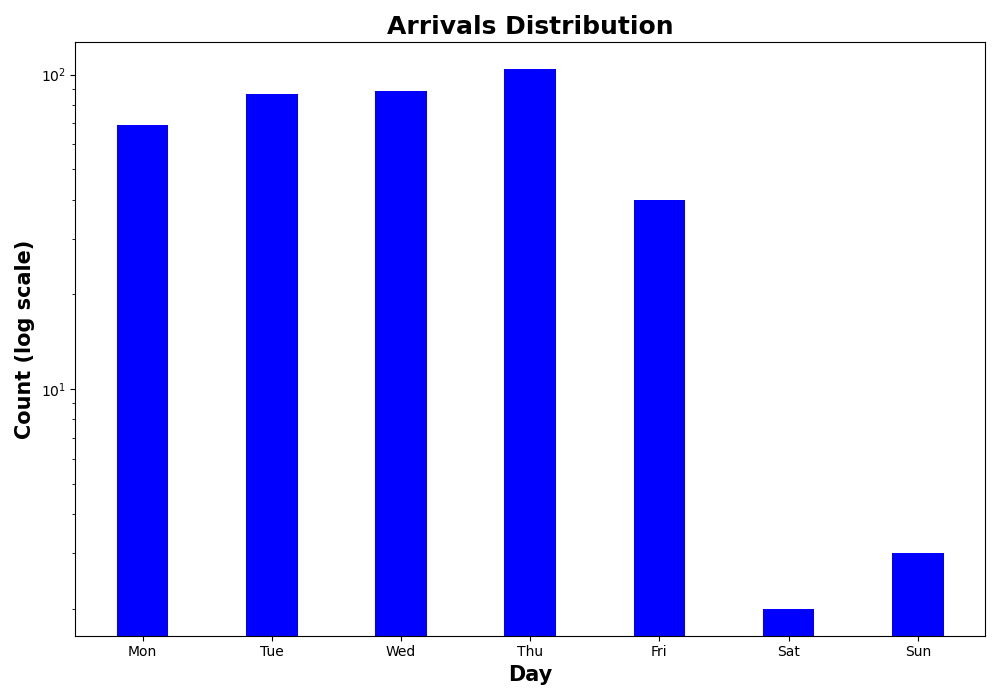 Arrivals Distribution
Count (log scale)
10²
10¹
Mon Tue Wed Thu Fri Sat Sun
Day